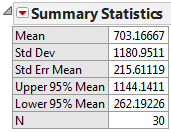 Summary Statistics
Mean 703.16667
Std Dev 1180.9511
Std Err Mean 215.61119
Upper 95% Mean 1144.1411
Lower 95% Mean 262.19226
N 30